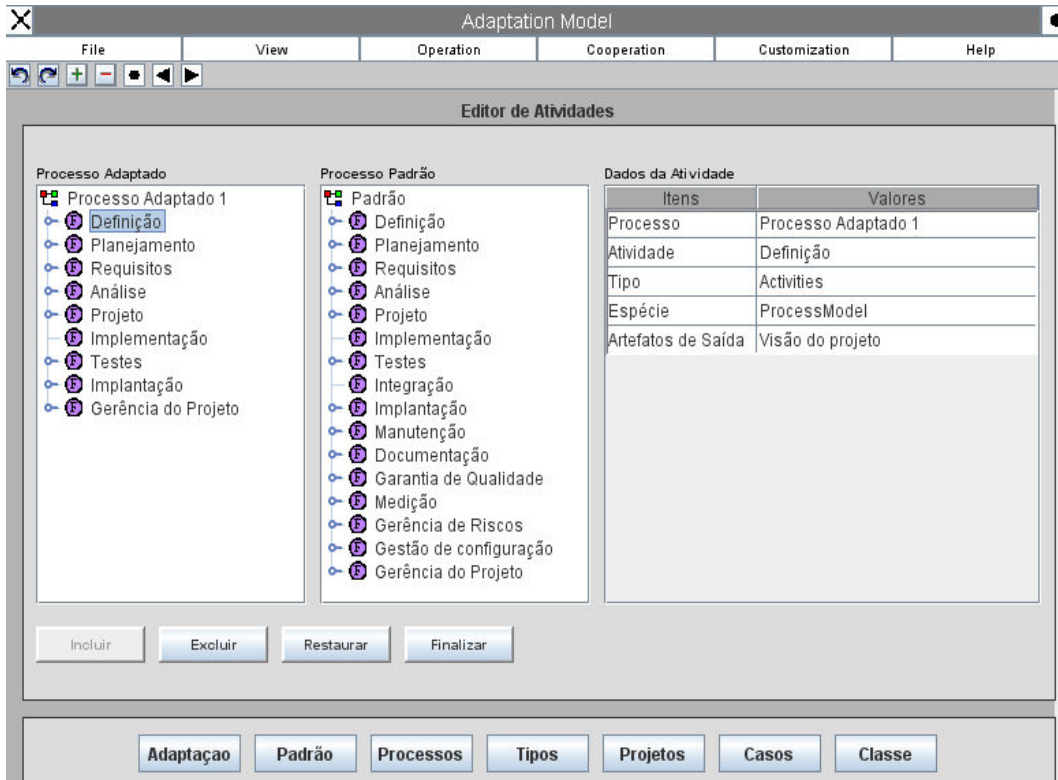 Adaptation Model
File View Operation Cooperation Customization Help
Editor de Atividades
Processo Adaptado
Processo Adaptado 1
Definição
Planejamento
Requisitos
Análise
Projeto
Implementação
Testes
Implantação
Gerência do Projeto
Processo Padrão
Padrão
Definição
Planejamento
Requisitos
Análise
Projeto
Implementação
Testes
Integração
Implantação
Manutenção
Documentação
Garantia de Qualidade
Medição
Gerência de Riscos
Gestão de configuração
Gerência do Projeto
Dados da Atividade
Itens Valores
Processo Processo Adaptado 1
Atividade Definição
Tipo Activities
Espécie ProcessModel
Artefatos de Saída Visão do projeto
Incluir Excluir Restaurar Finalizar
Adaptaçao Padrão Processos Tipos Projetos Casos Classe